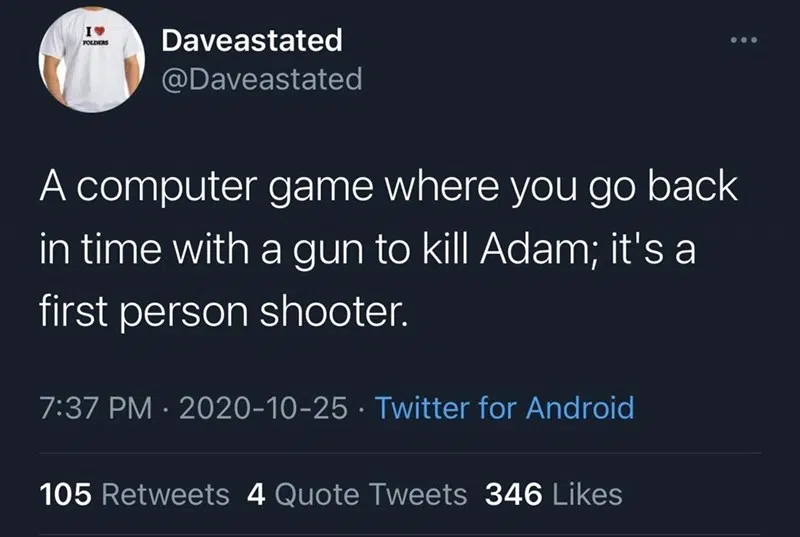 I ❤
FOLDERS
Daveastated
@Daveastated
A computer game where you go back
in time with a gun to kill Adam; it's a
first person shooter.
7:37 PM · 2020-10-25 · Twitter for Android
105 Retweets 4 Quote Tweets 346 Likes